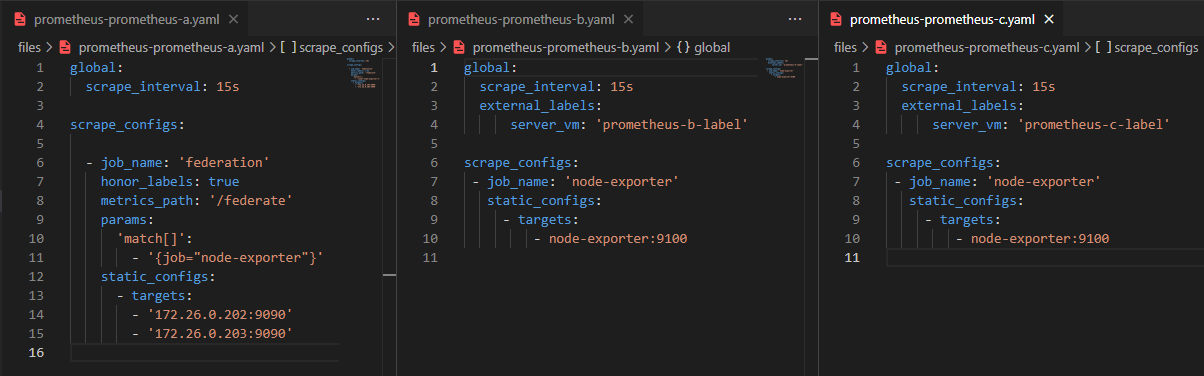 prometheus-prometheus-a.yaml
files > prometheus-prometheus-a.yaml > [ ] scrape_configs >
1 global:
2 scrape_interval: 15s
3
4 scrape_configs:
5
6 - job_name: 'federation'
7 honor_labels: true
8 metrics_path: '/federate'
9 params:
10 'match[]':
11 - '{job="node-exporter"}'
12 static_configs:
13 - targets:
14 - '172.26.0.202:9090'
15 - '172.26.0.203:9090'
16
prometheus-prometheus-b.yaml
files > prometheus-prometheus-b.yaml > {} global
1 global:
2 scrape_interval: 15s
3 external_labels:
4 server_vm: 'prometheus-b-label'
5
6 scrape_configs:
7 - job_name: 'node-exporter'
8 static_configs:
9 - targets:
10 - node-exporter:9100
11
prometheus-prometheus-c.yaml
files > prometheus-prometheus-c.yaml > [ ] scrape_configs
1 global:
2 scrape_interval: 15s
3 external_labels:
4 server_vm: 'prometheus-c-label'
5
6 scrape_configs:
7 - job_name: 'node-exporter'
8 static_configs:
9 - targets:
10 - node-exporter:9100
11